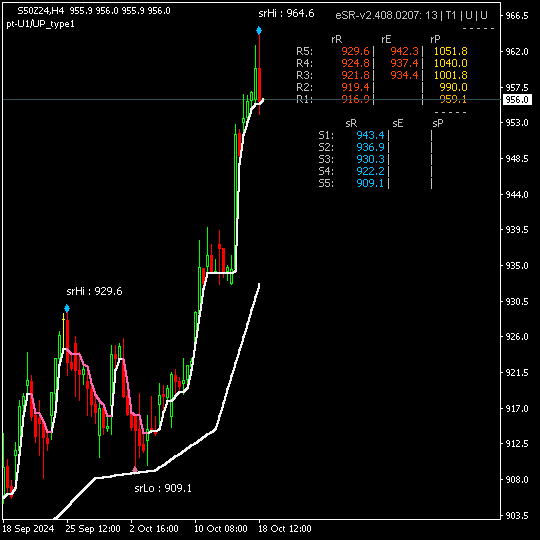 S50Z24,H4 955.9 956.0 955.9 956.0
pt-U1/UP_type1
srHi : 964.6
eSR-v2.408.0207: 13 | T1 | U | U
rR rE rP
R5: 929.6| 942.3| 1051.8
R4: 924.8| 937.4| 1040.0
R3: 921.8| 934.4| 1001.8
R2: 919.4| | 990.0
R1: 916.9| | 959.1
- - - - -
sR sE sP
S1: 943.4| |
S2: 936.9| |
S3: 930.3| |
S4: 922.2| |
S5: 909.1| |
966.5
962.0
957.5
956.0
953.0
948.5
944.0
939.5
935.0
930.5
926.0
921.5
917.0
912.5
908.0
903.5
srHi : 929.6
srLo : 909.1
18 Sep 2024 25 Sep 12:00 2 Oct 16:00 10 Oct 08:00 18 Oct 12:00